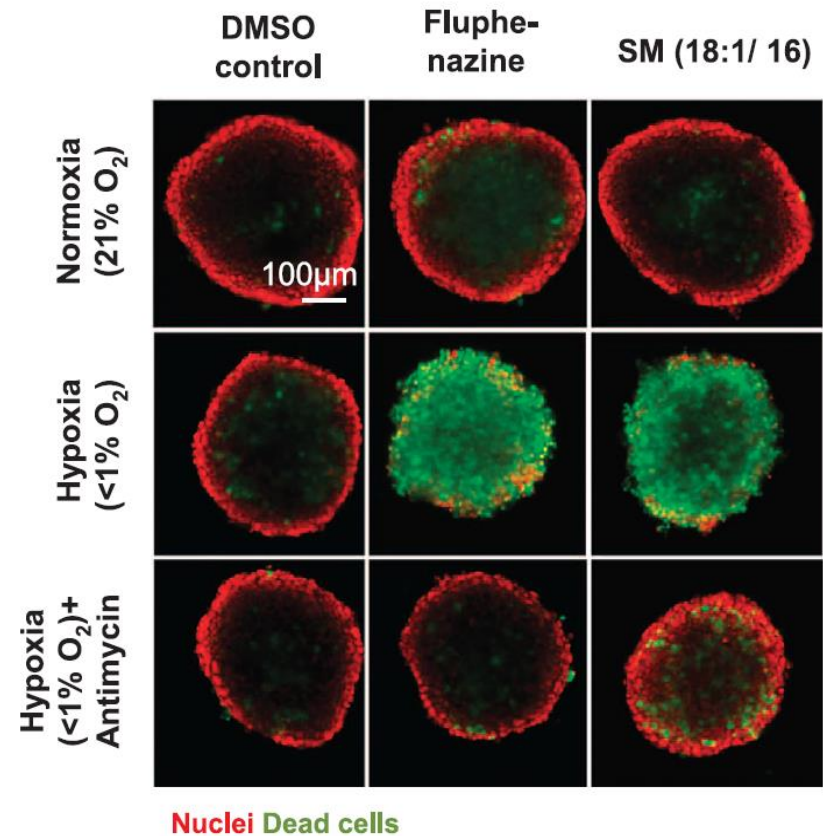 DMSO
control
Fluphe-
nazine
SM (18:1/ 16)
Normoxia
(21% O₂)
100µm
Hypoxia
(<1% O₂)
Hypoxia
(<1% O₂)+
Antimycin
Nuclei Dead cells